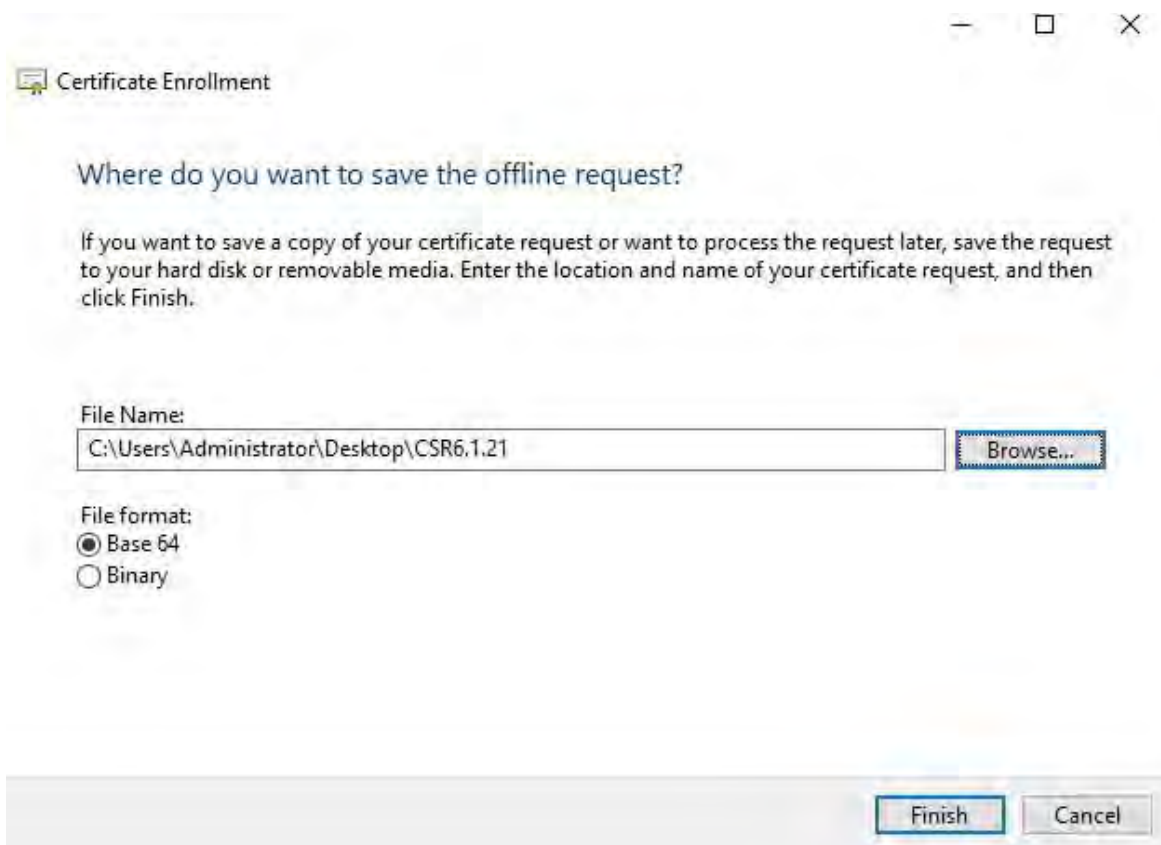 Certificate Enrollment
Where do you want to save the offline request?
If you want to save a copy of your certificate request or want to process the request later, save the request
to your hard disk or removable media. Enter the location and name of your certificate request, and then
click Finish.
File Name:
C:\Users\Administrator\Desktop\CSR6.1.21
Browse...
File format:
Base 64
Binary
Finish
Cancel